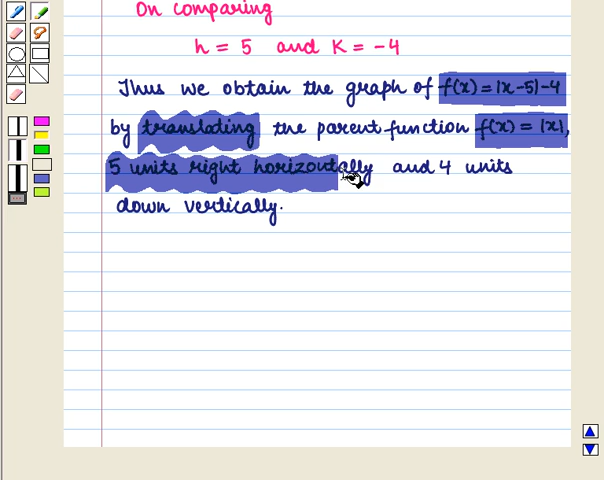 On comparing
h = 5 and K = -4
Thus we obtain the graph of f(x) = |x-5|-4
by translating the parent function f(x) = |x|,
5 units right horizontally and 4 units
down vertically.